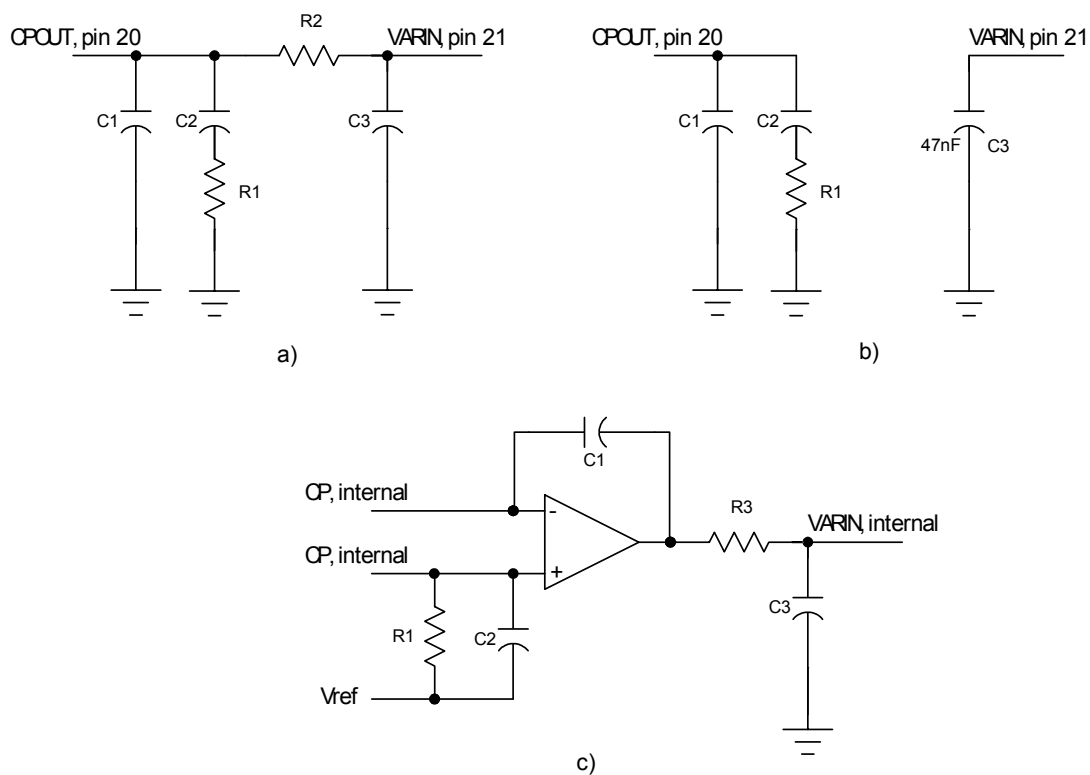 R2
CPOUT, pin 20
VARIN, pin 21
C1
C2
C3
R1
a)
CPOUT, pin 20
VARIN, pin 21
C1
C2
47nF
C3
R1
b)
C1
CP, internal
-
R3
VARIN, internal
CP, internal
+
R1
C2
C3
Vref
c)